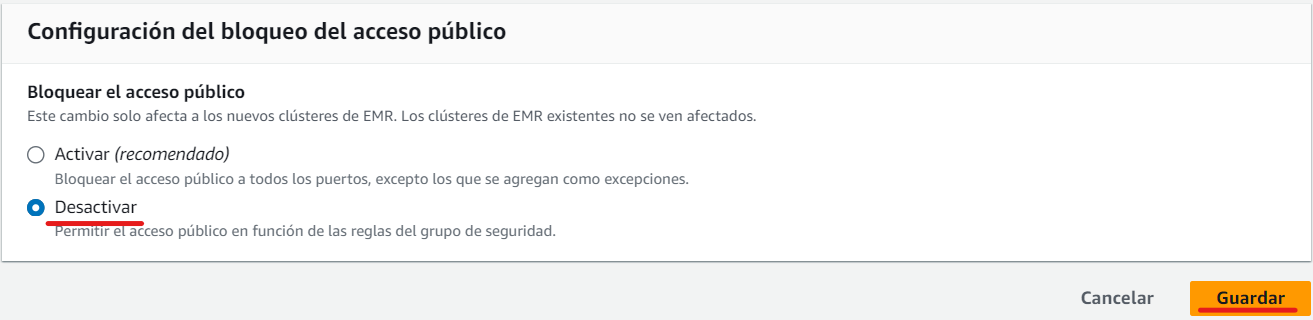 Configuración del bloqueo del acceso público
Bloquear el acceso público
Este cambio solo afecta a los nuevos clústeres de EMR. Los clústeres de EMR existentes no se ven afectados.
Activar (recomendado)
Bloquear el acceso público a todos los puertos, excepto los que se agregan como excepciones.
Desactivar
Permitir el acceso público en función de las reglas del grupo de seguridad.
Cancelar Guardar